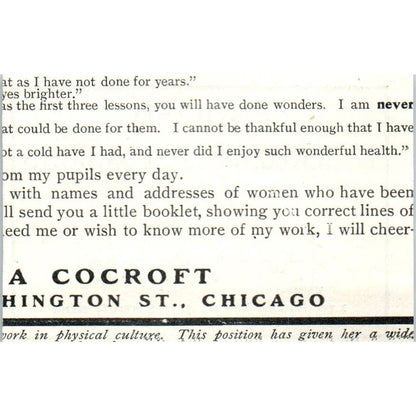 at as I have not done for years."
yes brighter."
as the first three lessons, you will have done wonders. I am never
at could be done for them. I cannot be thankful enough that I have
ot a cold have I had, and never did I enjoy such wonderful health."
om my pupils every day.
with names and addresses of women who have been
ll send you a little booklet, showing you correct lines of
eed me or wish to know more of my work, I will cheer-
A COCROFT
HINGTON ST., CHICAGO
work in physical culture. This position has given her a wide